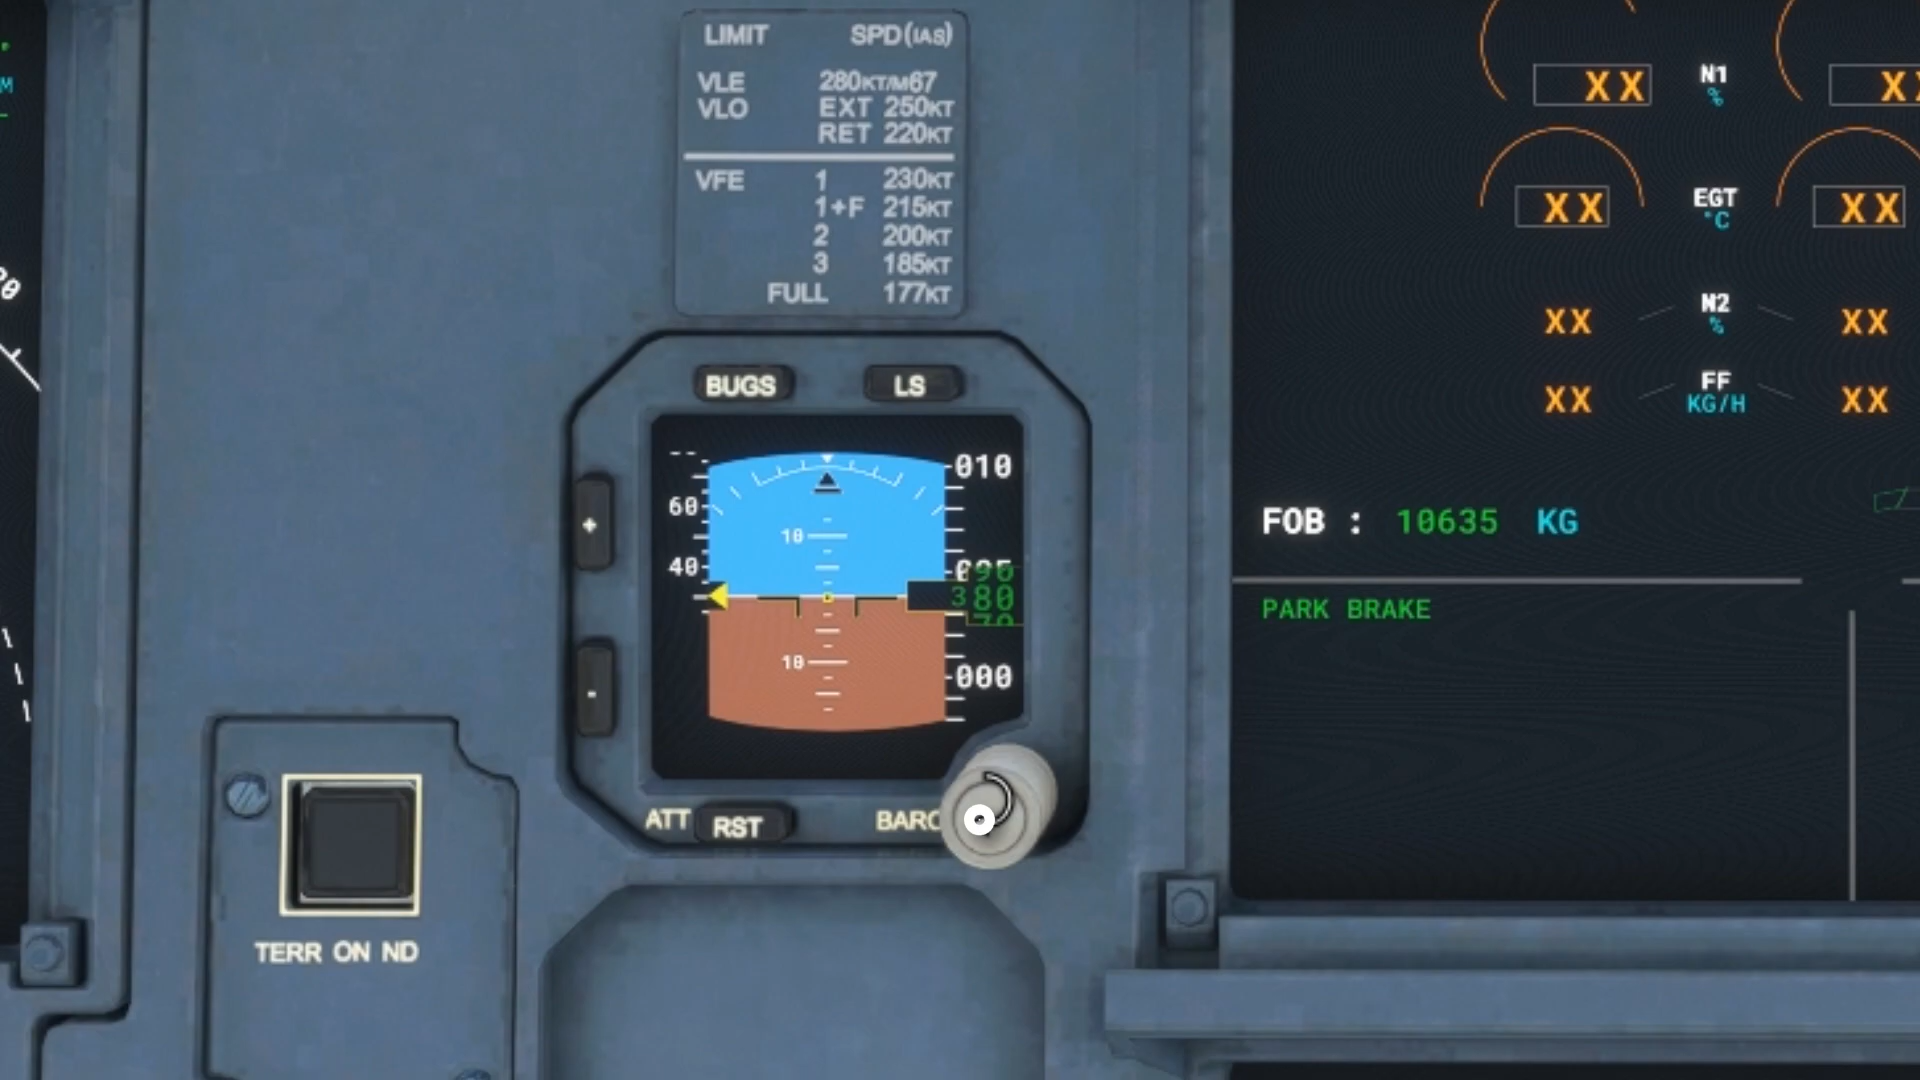 LIMIT SPD(IAS)
VLE 280KT/M67
VLO EXT 250KT
RET 220KT
VFE 1 230KT
1+F 215KT
2 200KT
3 185KT
FULL 177KT
BUGS LS
-- 010
60
10
40
90
380
70
10
000
+
-
ATT RST
TERR ON ND
M
XX N1 XX
%
XX EGT XX
°C
XX N2 XX
%
XX FF XX
KG/H
FOB : 10635 KG
PARK BRAKE